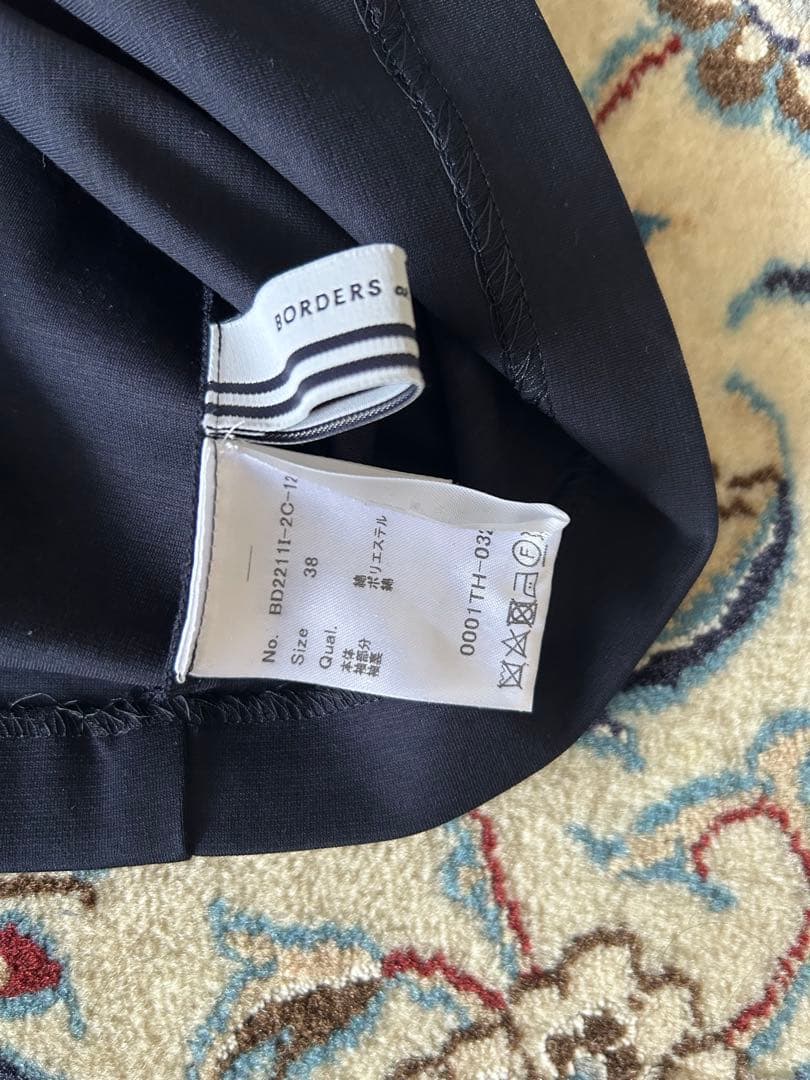 BORDERS
No. BD2211I-2C-12
Size 38
Qual.
本体 綿
袖部分 ポリエステル
袖裏 綿
0001TH-032
F